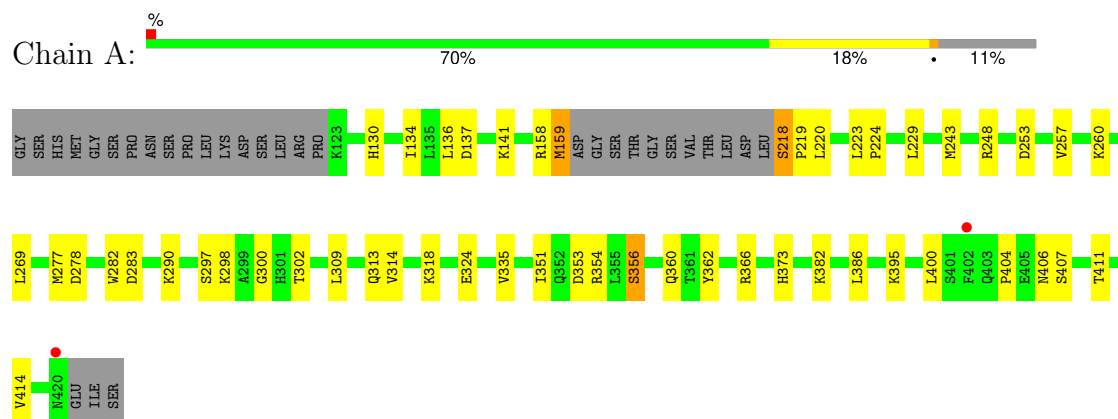 %
Chain A:
70% 18% • 11%
GLY SER HIS MET GLY SER PRO ASN SER PRO LEU LYS ASP SER LEU ARG PRO K123 H130 I134 L135 L136 D137 K141 R158 M159 ASP GLY SER THR GLY SER VAL THR LEU ASP LEU S218 P219 L220 L223 P224 L229 M243 R248 D253 V257 K260
L269 M277 D278 W282 D283 K290 S297 K298 A299 G300 H301 T302 L309 Q313 V314 K318 E324 V335 I351 Q352 D353 R354 L355 S356 Q360 T361 Y362 R366 H373 K382 L386 K395 L400 S401 F402 Q403 P404 E405 N406 S407 T411
V414 N420 GLU ILE SER